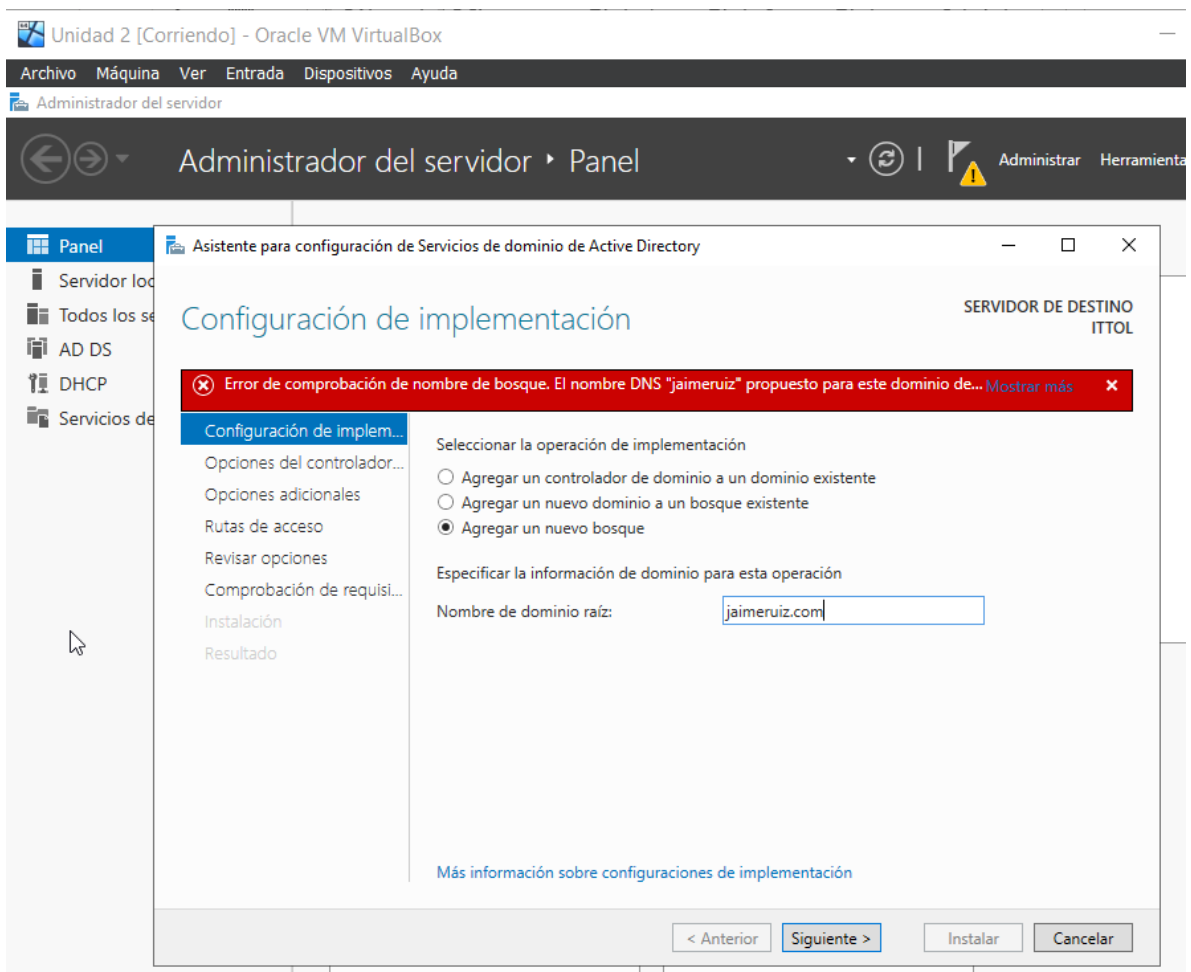 Unidad 2 [Corriendo] - Oracle VM VirtualBox
Archivo Máquina Ver Entrada Dispositivos Ayuda
Administrador del servidor
Administrador del servidor ‣ Panel
Administrar Herramienta
Panel
Servidor loc
Todos los se
AD DS
DHCP
Servicios de
Asistente para configuración de Servicios de dominio de Active Directory
Configuración de implementación
SERVIDOR DE DESTINO
ITTOL
Error de comprobación de nombre de bosque. El nombre DNS "jaimeruiz" propuesto para este dominio de... Mostrar más
Configuración de implem...
Opciones del controlador...
Opciones adicionales
Rutas de acceso
Revisar opciones
Comprobación de requisi...
Instalación
Resultado
Seleccionar la operación de implementación
Agregar un controlador de dominio a un dominio existente
Agregar un nuevo dominio a un bosque existente
Agregar un nuevo bosque
Especificar la información de dominio para esta operación
Nombre de dominio raíz: jaimeruiz.com
Más información sobre configuraciones de implementación
< Anterior Siguiente > Instalar Cancelar